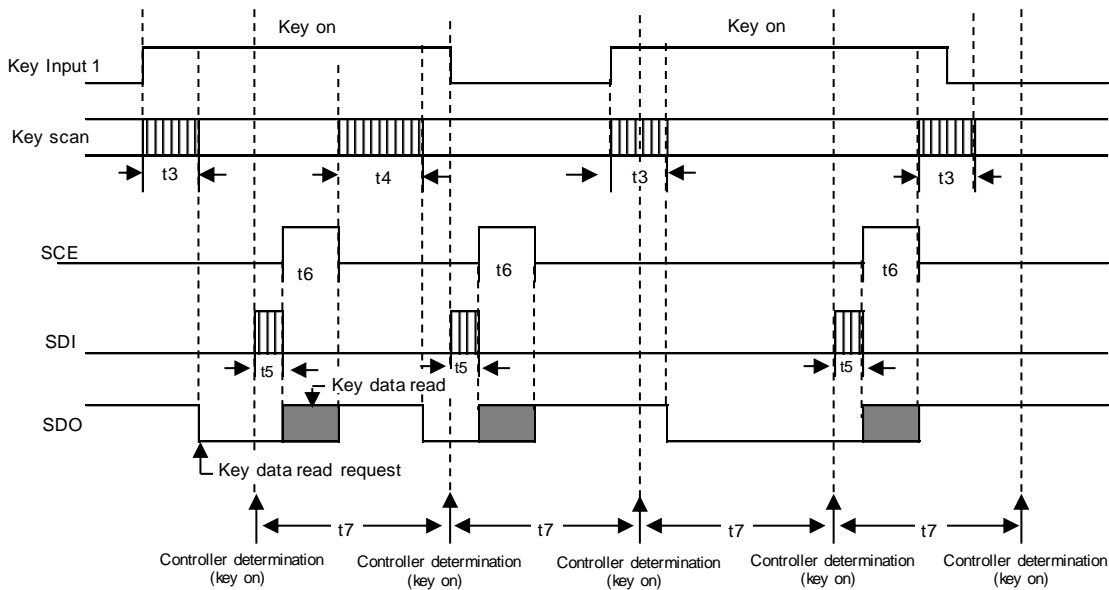 Key on
Key on
Key Input 1
Key scan
t3
t4
t3
t3
SCE
t6
t6
t6
SDI
t5
t5
t5
Key data read
SDO
Key data read request
t7
t7
t7
t7
Controller determination
(key on)
Controller determination
(key on)
Controller determination
(key on)
Controller determination
(key on)
Controller determination
(key on)